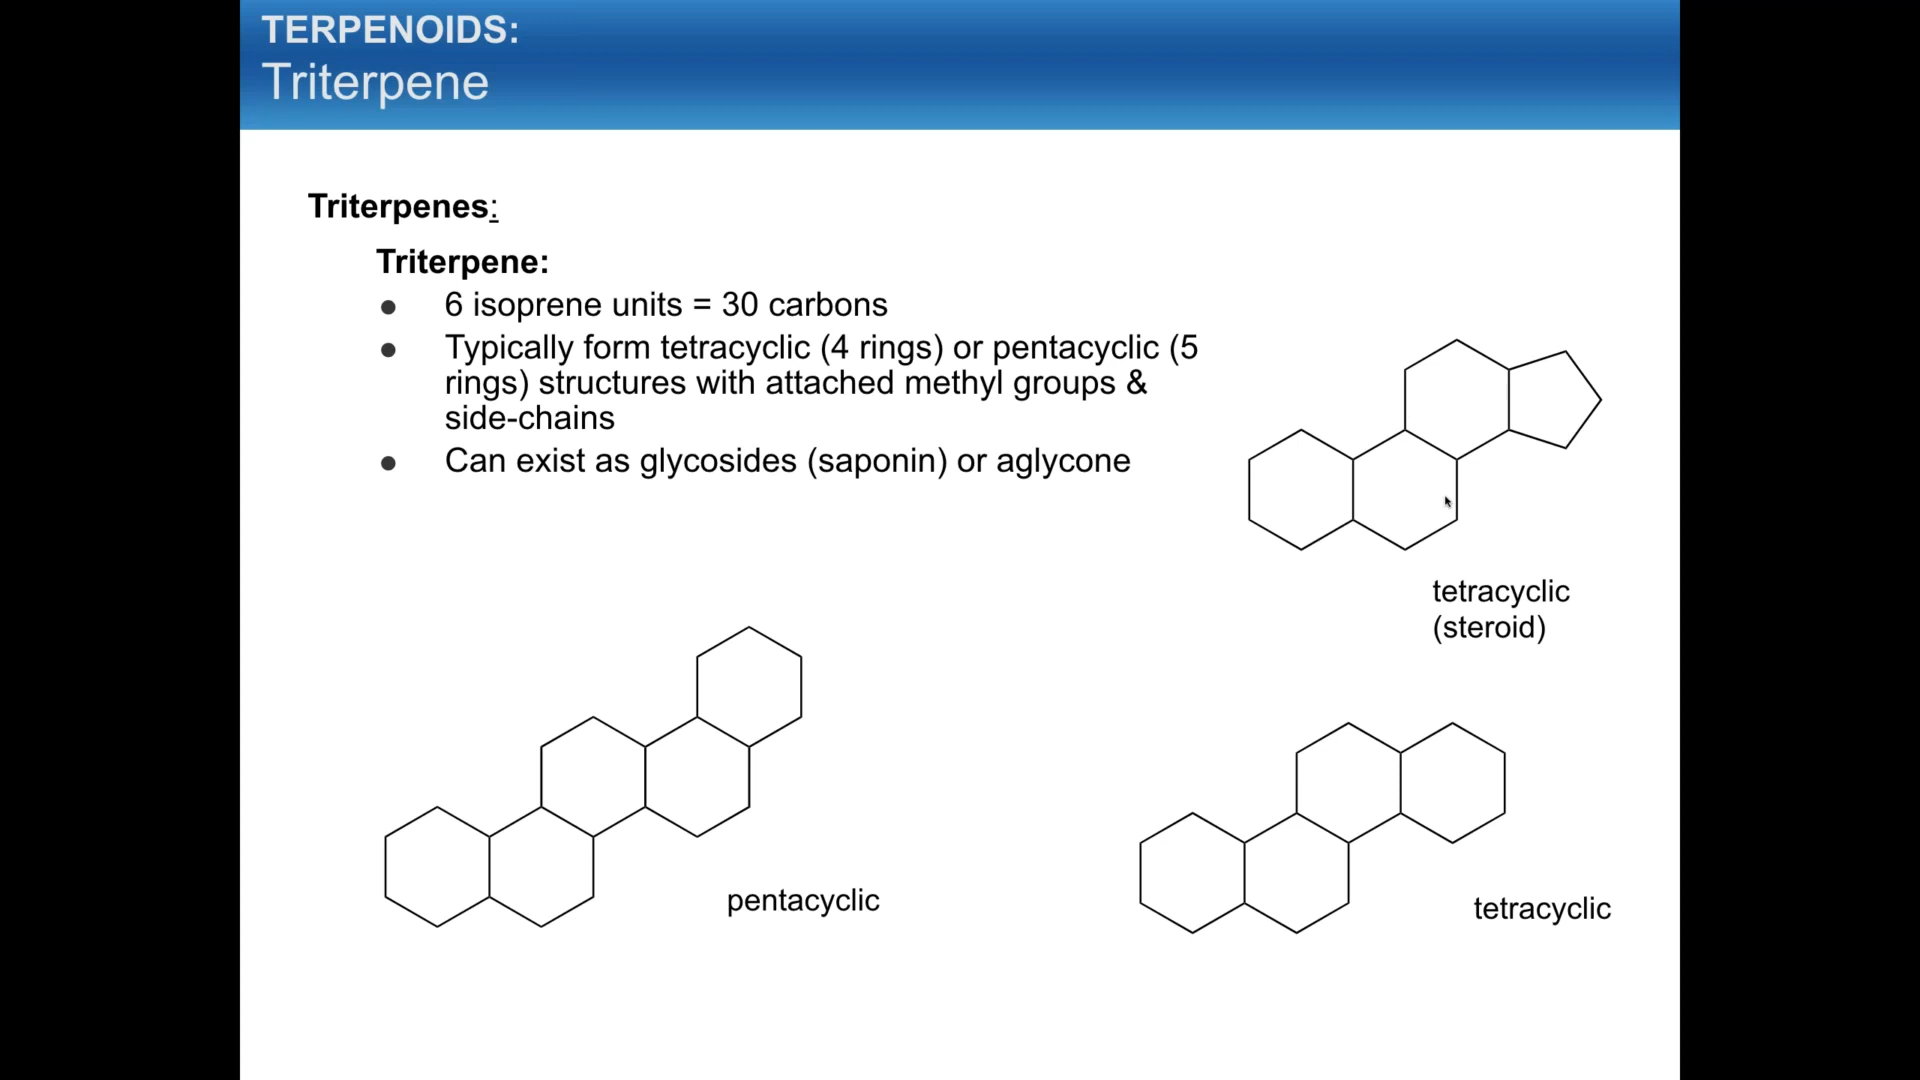 TERPENOIDS:
Triterpene
Triterpenes:
Triterpene:
● 6 isoprene units = 30 carbons
● Typically form tetracyclic (4 rings) or pentacyclic (5
rings) structures with attached methyl groups &
side-chains
● Can exist as glycosides (saponin) or aglycone
tetracyclic
(steroid)
pentacyclic
tetracyclic